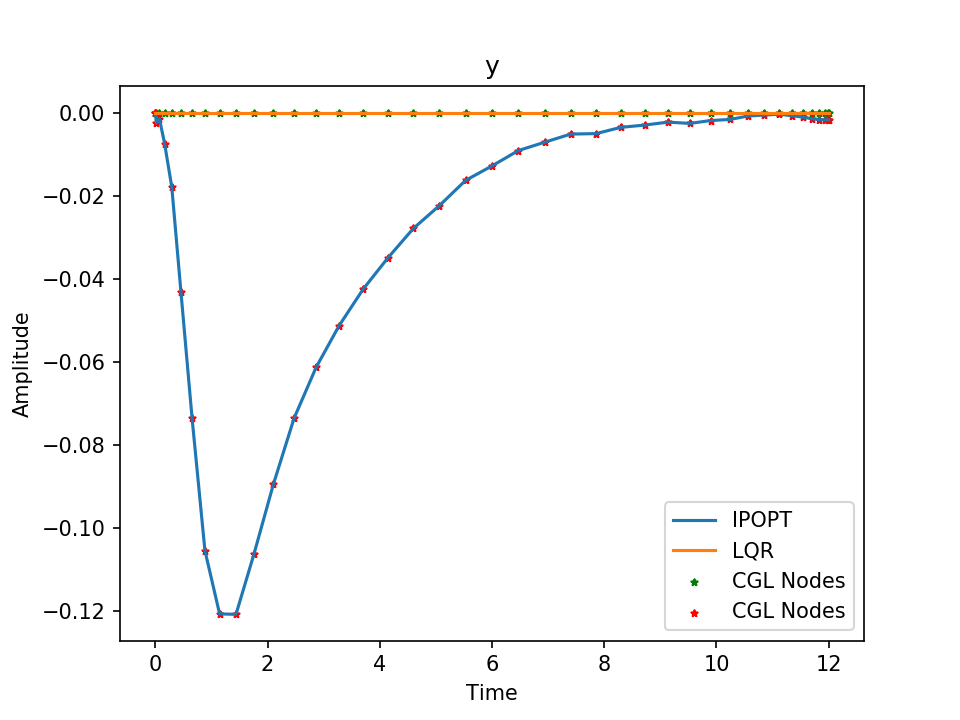 y
0.00
−0.02
−0.04
−0.06
−0.08
−0.10
−0.12
Amplitude
IPOPT
LQR
CGL Nodes
CGL Nodes
0 2 4 6 8 10 12
Time